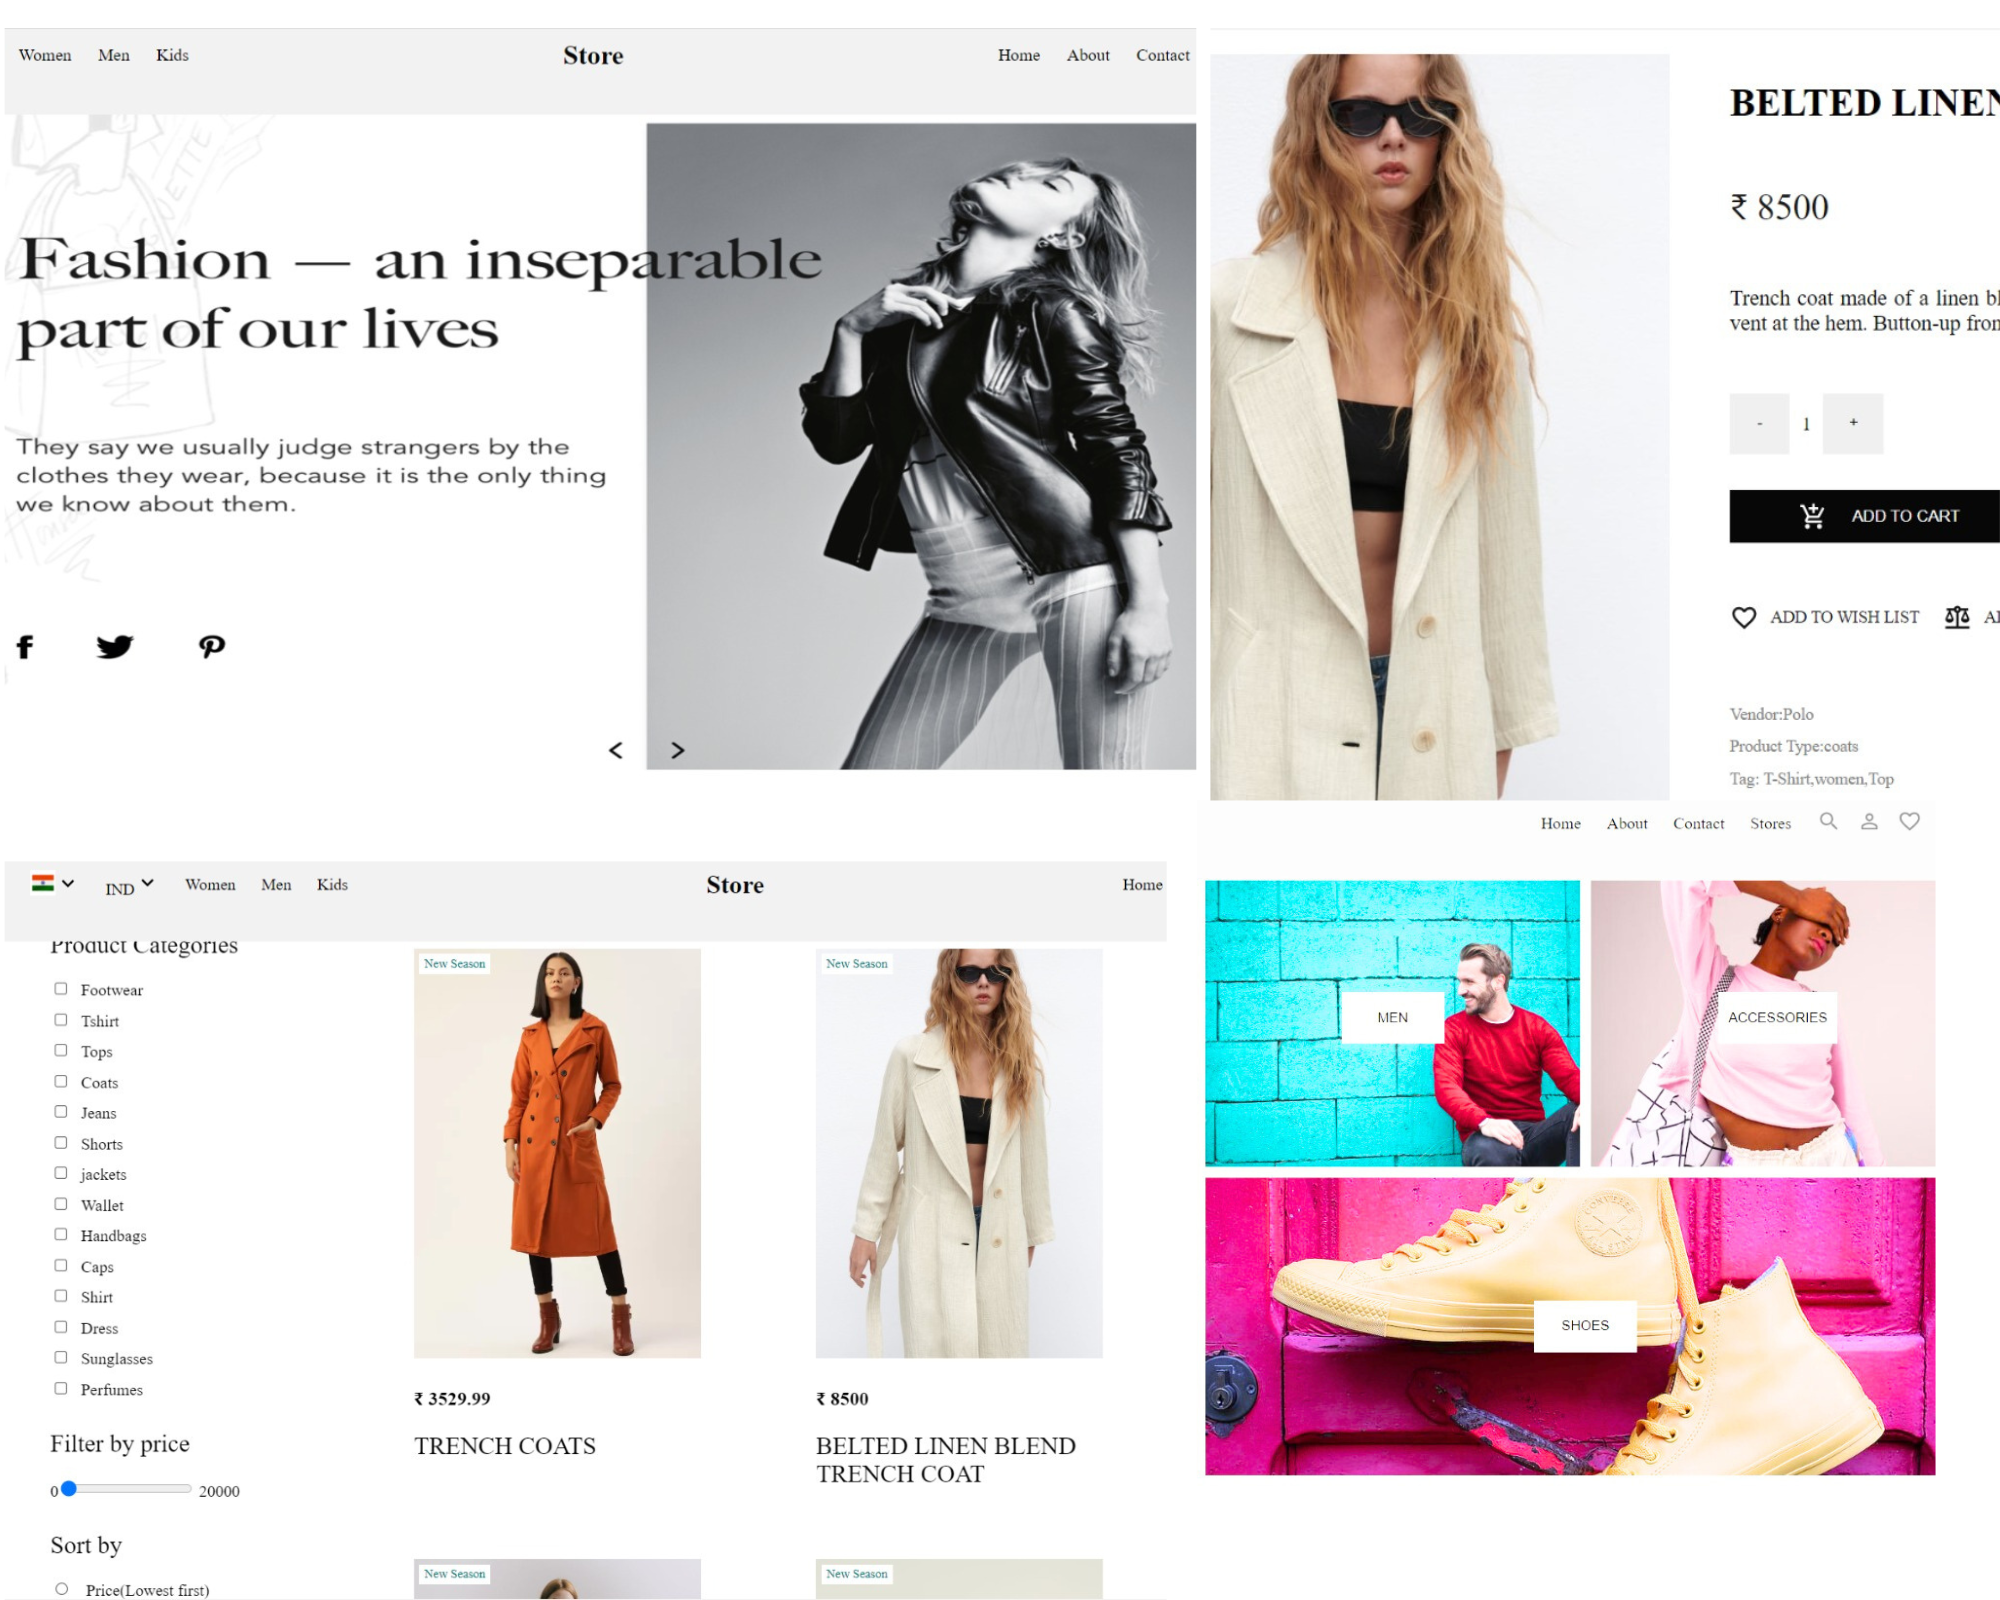 Women Men Kids Store Home About Contact
Fashion — an inseparable
part of our lives
They say we usually judge strangers by the
clothes they wear, because it is the only thing
we know about them.
< >
BELTED LINEN
₹ 8500
Trench coat made of a linen bl
vent at the hem. Button-up fron
- 1 +
ADD TO CART
ADD TO WISH LIST
Vendor:Polo
Product Type:coats
Tag: T-Shirt,women,Top
IND Women Men Kids Store Home
Product Categories
Footwear
Tshirt
Tops
Coats
Jeans
Shorts
jackets
Wallet
Handbags
Caps
Shirt
Dress
Sunglasses
Perfumes
Filter by price
0 20000
Sort by
Price(Lowest first)
New Season
₹ 3529.99
TRENCH COATS
New Season
₹ 8500
BELTED LINEN BLEND
TRENCH COAT
New Season
New Season
Home About Contact Stores
MEN
ACCESSORIES
SHOES